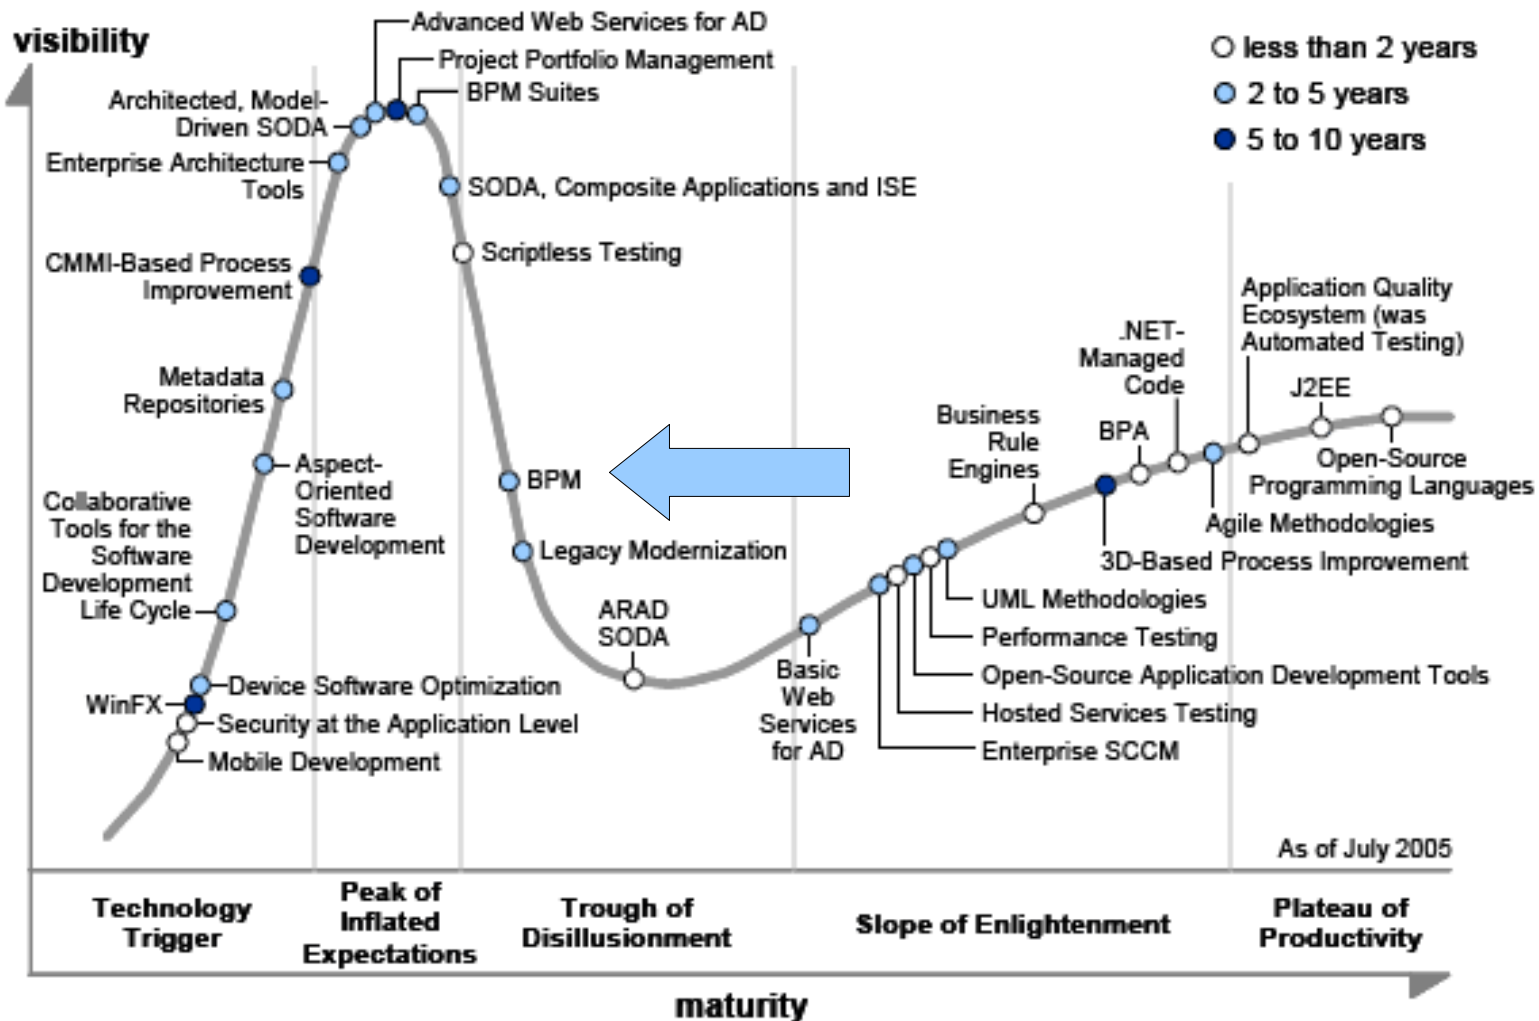 visibility
Advanced Web Services for AD
Project Portfolio Management
BPM Suites
less than 2 years
2 to 5 years
5 to 10 years
Architected, Model-
Driven SODA
Enterprise Architecture
Tools
SODA, Composite Applications and ISE
Scriptless Testing
CMMI-Based Process
Improvement
Metadata
Repositories
Aspect-
Oriented
Software
Development
Collaborative
Tools for the
Software
Development
Life Cycle
BPM
Legacy Modernization
ARAD
SODA
WinFX
Device Software Optimization
Security at the Application Level
Mobile Development
Basic
Web
Services
for AD
Business
Rule
Engines
BPA
.NET-
Managed
Code
Application Quality
Ecosystem (was
Automated Testing)
J2EE
Open-Source
Programming Languages
Agile Methodologies
3D-Based Process Improvement
UML Methodologies
Performance Testing
Open-Source Application Development Tools
Hosted Services Testing
Enterprise SCCM
As of July 2005
Technology
Trigger
Peak of
Inflated
Expectations
Trough of
Disillusionment
Slope of Enlightenment
Plateau of
Productivity
maturity